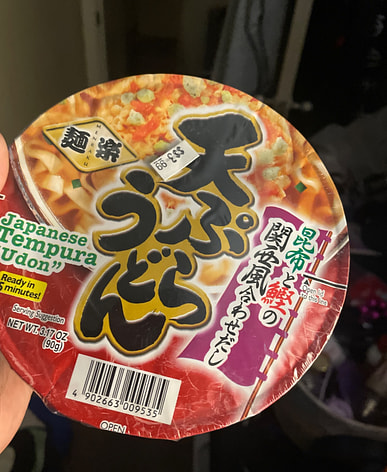 麺楽
MENRAKU
天ぷら
うどん
昆布と鰹の
関西風合わせだし
Japanese
Tempura
Udon"
Ready in
5 minutes!
Serving Suggestion
NET WT. 3.17 OZ
(90g)
4 902663 009535
OPEN